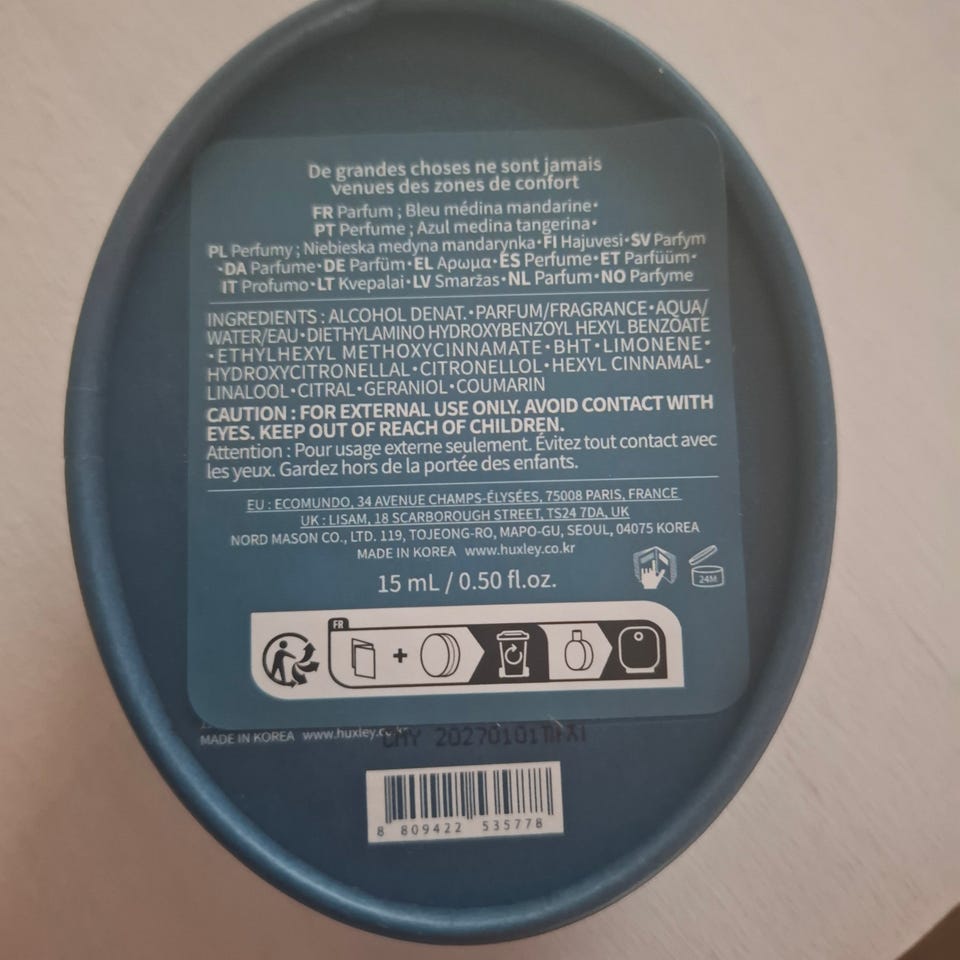 De grandes choses ne sont jamais
venues des zones de confort
FR Parfum ; Bleu médina mandarine•
PT Perfume ; Azul medina tangerina•
PL Perfumy ; Niebieska medyna mandarynka•FI Hajuvesi•SV Parfym
•DA Parfume•DE Parfüm•EL Αρωμα•ES Perfume•ET Parfüüm•
IT Profumo•LT Kvepalai•LV Smaržas•NL Parfum•NO Parfyme
INGREDIENTS : ALCOHOL DENAT.•PARFUM/FRAGRANCE•AQUA/
WATER/EAU•DiETHYLAMINO HYDROXYBENZOYL HEXYL BENZOATE
•ETHYLHEXYL METHOXYCINNAMATE•BHT•LIMONENE•
HYDROXYCITRONELLAL•CITRONELLOL•HEXYL CINNAMAL•
LINALOOL•CITRAL•GERANIOL•COUMARIN
CAUTION : FOR EXTERNAL USE ONLY. AVOID CONTACT WITH
EYES. KEEP OUT OF REACH OF CHILDREN.
Attention : Pour usage externe seulement. Évitez tout contact avec
les yeux. Gardez hors de la portée des enfants.
EU : ECOMUNDO, 34 AVENUE CHAMPS-ÉLYSÉES, 75008 PARIS, FRANCE
UK : LISAM, 18 SCARBOROUGH STREET, TS24 7DA, UK
NORD MASON CO., LTD. 119, TOJEONG-RO, MAPO-GU, SEOUL, 04075 KOREA
MADE IN KOREA www.huxley.co.kr
24M
15 mL / 0.50 fl.oz.
FR
MADE IN KOREA www.huxley.co.kr
20270101
8 809422 535778